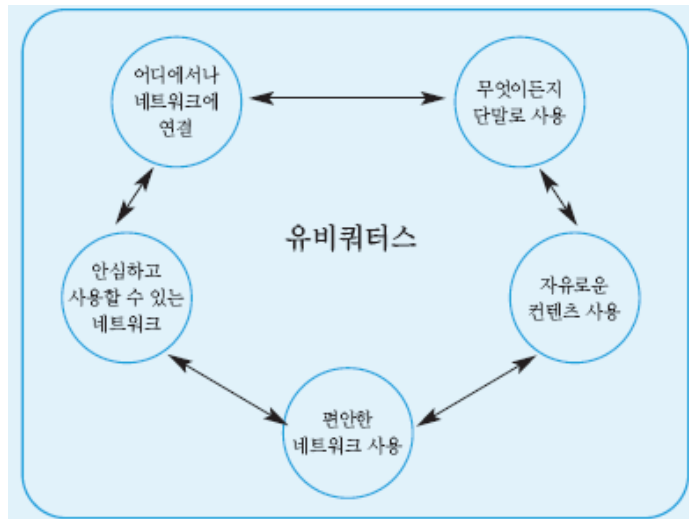 어디에서나
네트워크에
연결
무엇이든지
단말로 사용
유비쿼터스
안심하고
사용할 수 있는
네트워크
자유로운
컨텐츠 사용
편안한
네트워크 사용